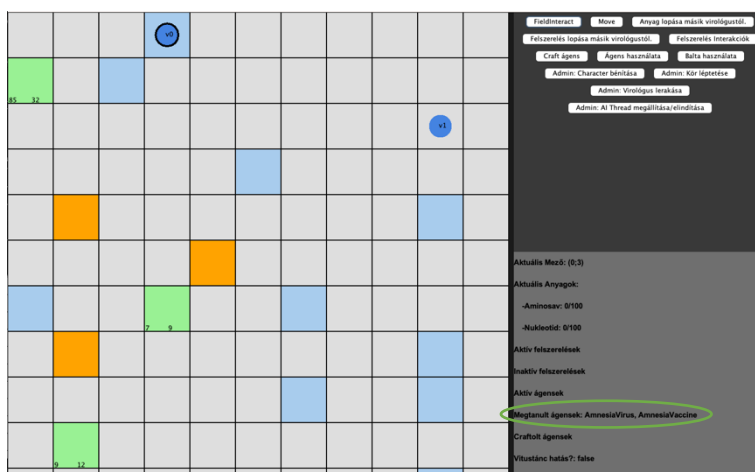 v0
FieldInteract Move Anyag lopása másik virológustól.
Felszerelés lopása másik virológustól. Felszerelés Interakciók
Craft ágens Ágens használata Balta használata
Admin: Character bénítása Admin: Kör léptetése
Admin: Virológus lerakása
Admin: AI Thread megállítása/elindítása
85 32
v1
Aktuális Mező: (0;3)
Aktuális Anyagok:
-Aminosav: 0/100
-Nukleotid: 0/100
Aktív felszerelések
Inaktív felszerelések
Aktív ágensek
Megtanult ágensek: AmnesiaVirus, AmnesiaVaccine
Craftolt ágensek
Vitustánc hatás?: false
7 9
9 12